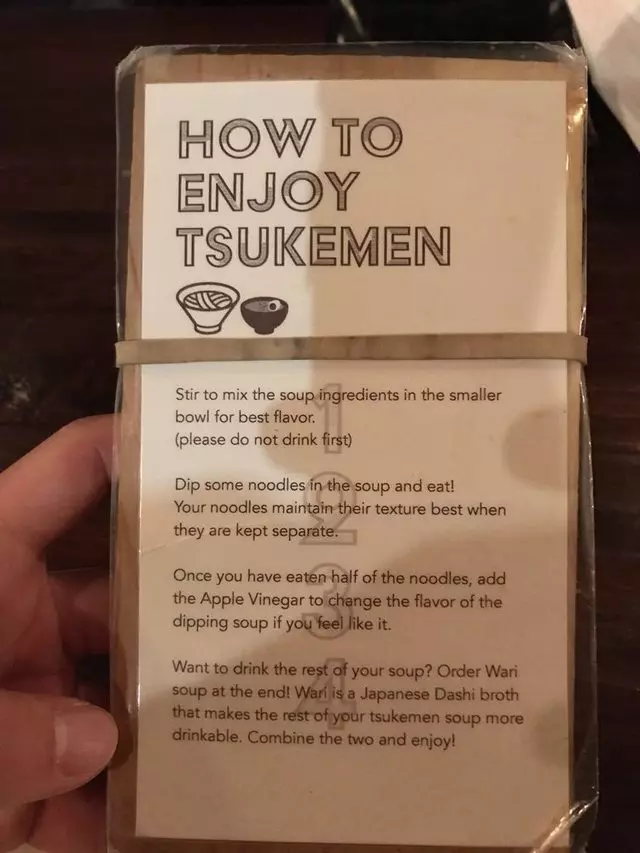 HOW TO
ENJOY
TSUKEMEN
1
Stir to mix the soup ingredients in the smaller
bowl for best flavor.
(please do not drink first)
2
Dip some noodles in the soup and eat!
Your noodles maintain their texture best when
they are kept separate.
3
Once you have eaten half of the noodles, add
the Apple Vinegar to change the flavor of the
dipping soup if you feel like it.
4
Want to drink the rest of your soup? Order Wari
soup at the end! Wari is a Japanese Dashi broth
that makes the rest of your tsukemen soup more
drinkable. Combine the two and enjoy!